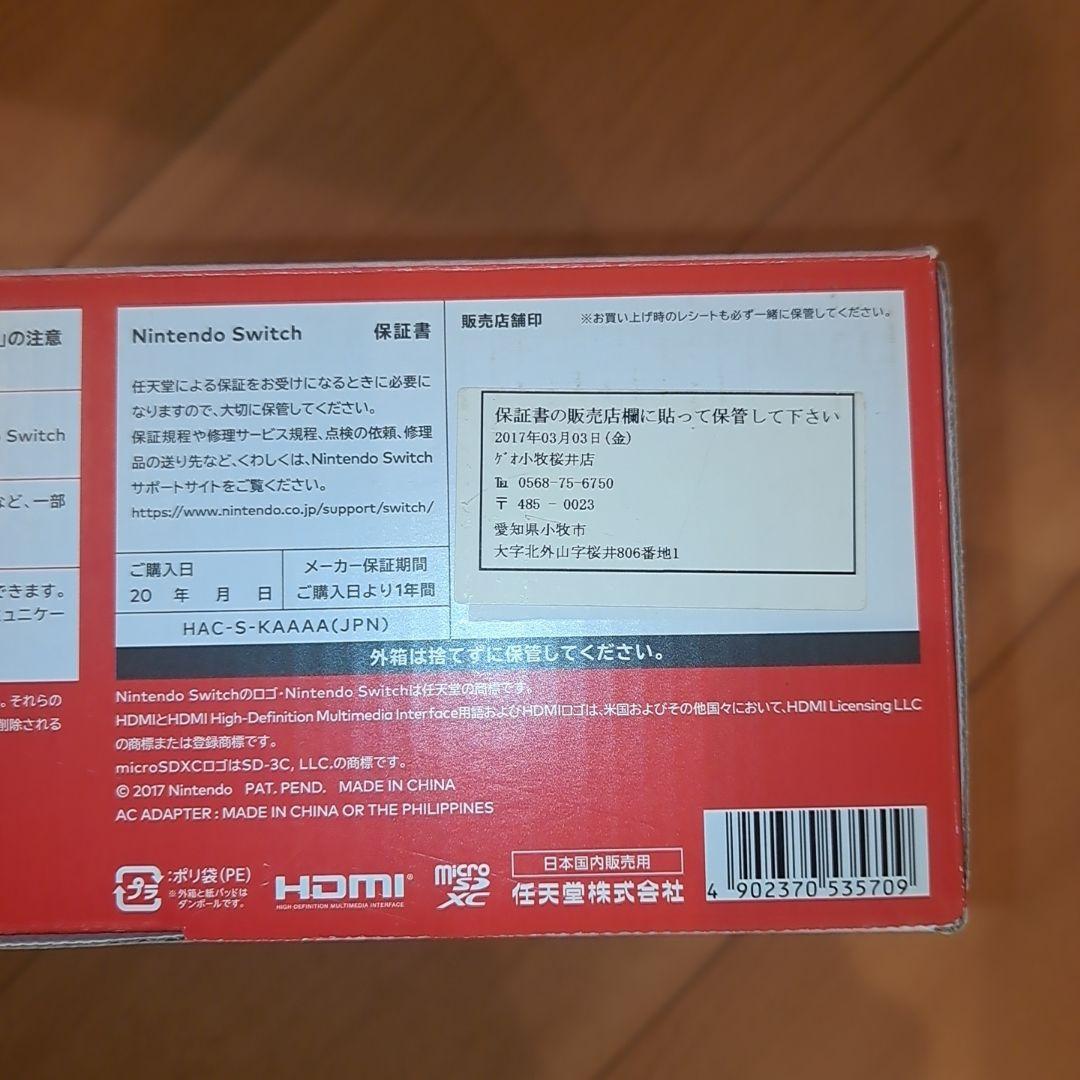 」の注意
Switch
など、一部
できます。
ュニケー
。それらの
削除される
Nintendo Switch 保証書
任天堂による保証をお受けになるときに必要に
なりますので、大切に保管してください。
保証規程や修理サービス規程、点検の依頼、修理
品の送り先など、くわしくは、Nintendo Switch
サポートサイトをご覧ください。
https://www.nintendo.co.jp/support/switch/
ご購入日
20 年 月 日
メーカー保証期間
ご購入日より1年間
HAC-S-KAAAA(JPN)
販売店舗印 ※お買い上げ時のレシートも必ず一緒に保管してください。
保証書の販売店欄に貼って保管して下さい
2017年03月03日(金)
ｹﾞｵ小牧桜井店
℡ 0568-75-6750
〒 485 - 0023
愛知県小牧市
大字北外山字桜井806番地1
外箱は捨てずに保管してください。
Nintendo Switchのロゴ・Nintendo Switchは任天堂の商標です。
HDMIとHDMI High-Definition Multimedia Interface用語およびHDMIロゴは、米国およびその他国々において、HDMI Licensing LLC
の商標または登録商標です。
microSDXCロゴはSD-3C, LLC.の商標です。
© 2017 Nintendo PAT. PEND. MADE IN CHINA
AC ADAPTER : MADE IN CHINA OR THE PHILIPPINES
プラ
:ポリ袋(PE)
※外箱と紙パッドは
ダンボールです。
HDMI®
HIGH-DEFINITION MULTIMEDIA INTERFACE
micro
SD
XC
日本国内販売用
任天堂株式会社
4 902370 535709